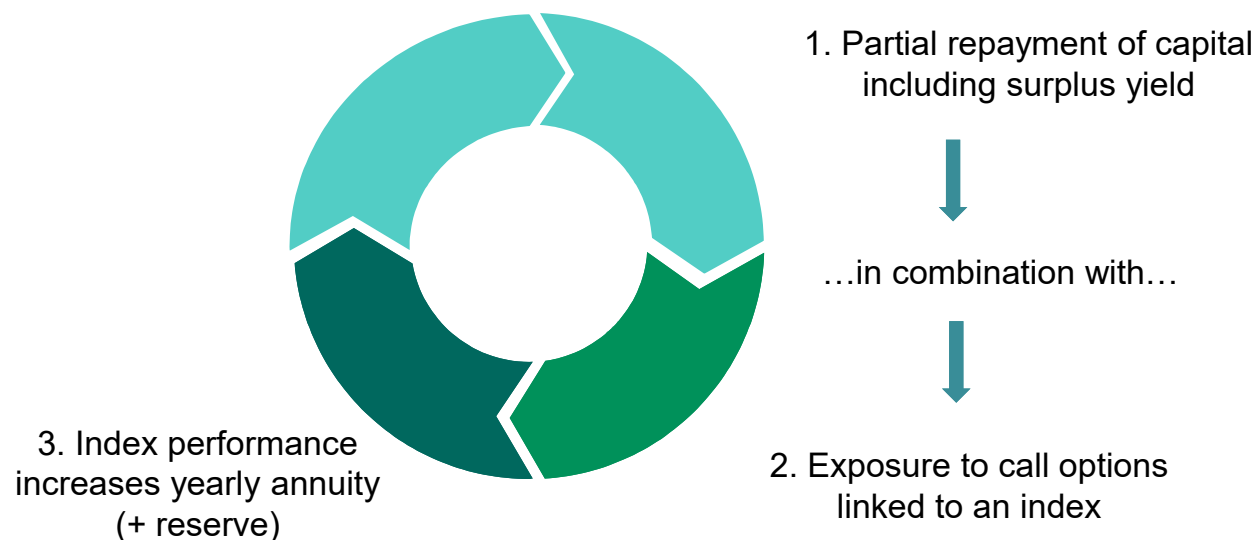 1. Partial repayment of capital
including surplus yield
…in combination with…
2. Exposure to call options
linked to an index
3. Index performance
increases yearly annuity
(+ reserve)